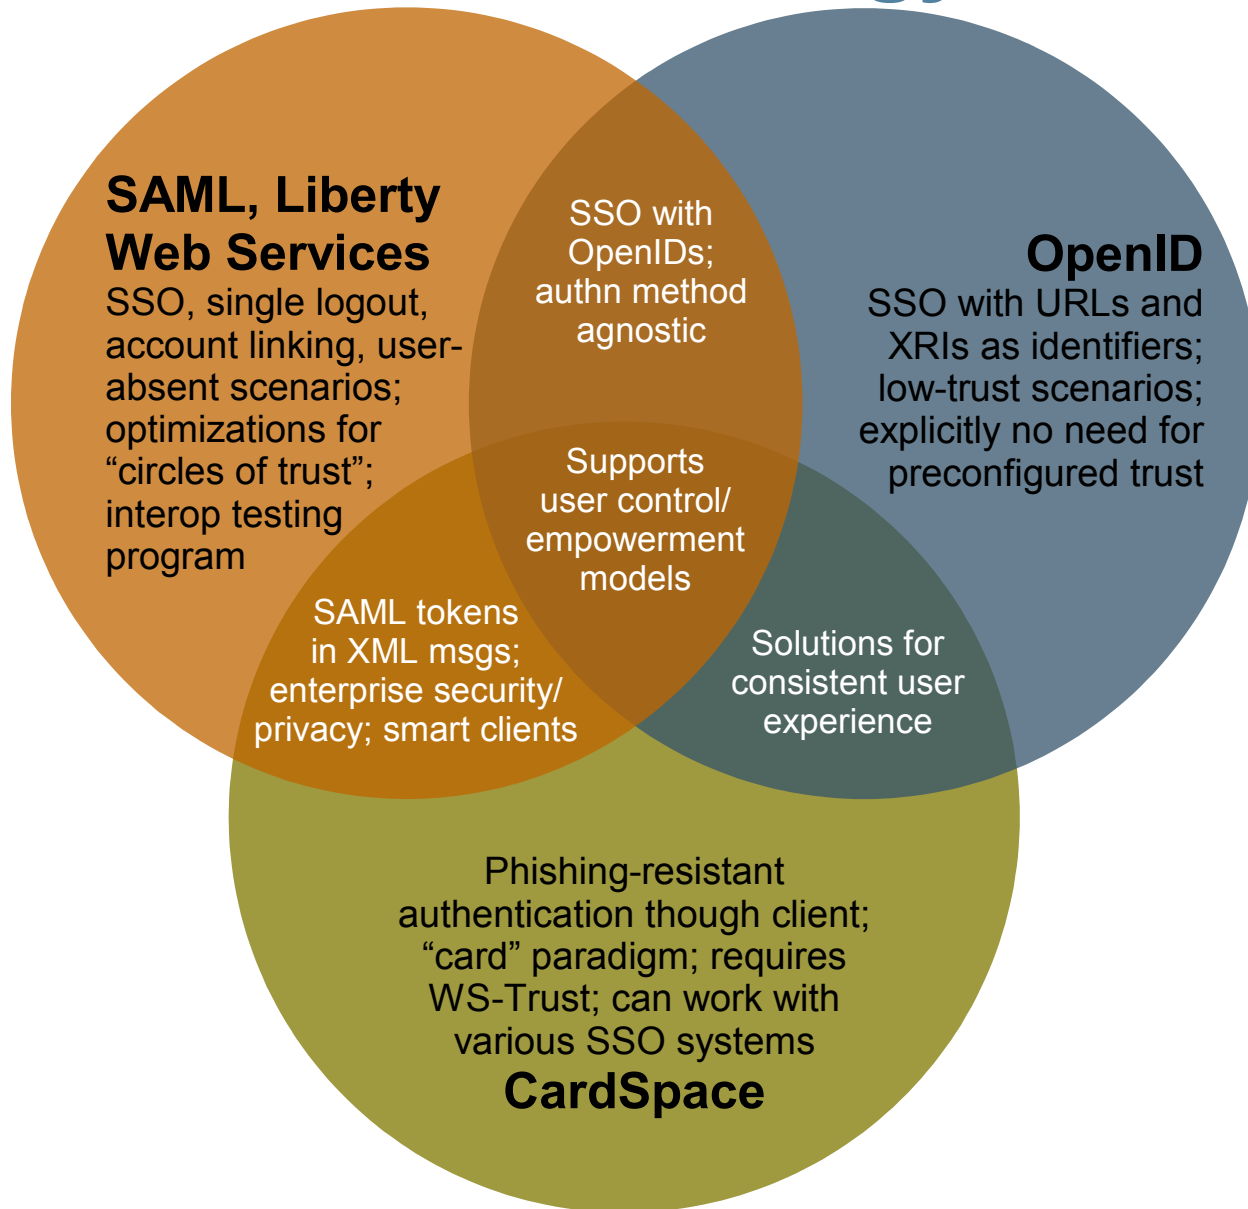 SAML, Liberty
Web Services
SSO, single logout,
account linking, user-
absent scenarios;
optimizations for
“circles of trust”;
interop testing
program
SSO with
OpenIDs;
authn method
agnostic
OpenID
SSO with URLs and
XRIs as identifiers;
low-trust scenarios;
explicitly no need for
preconfigured trust
Supports
user control/
empowerment
models
SAML tokens
in XML msgs;
enterprise security/
privacy; smart clients
Solutions for
consistent user
experience
Phishing-resistant
authentication though client;
“card” paradigm; requires
WS-Trust; can work with
various SSO systems
CardSpace